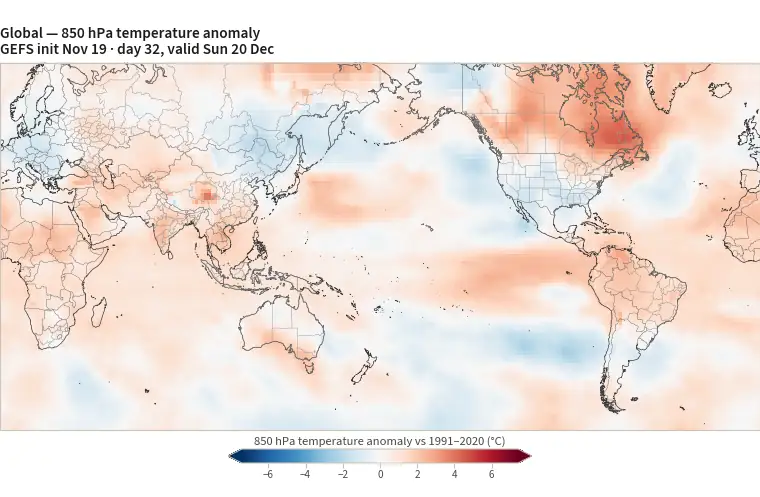 Global — 850 hPa temperature anomaly
GEFS init Nov 19 · day 32, valid Sun 20 Dec
850 hPa temperature anomaly vs 1991–2020 (°C)
−6 −4 −2 0 2 4 6